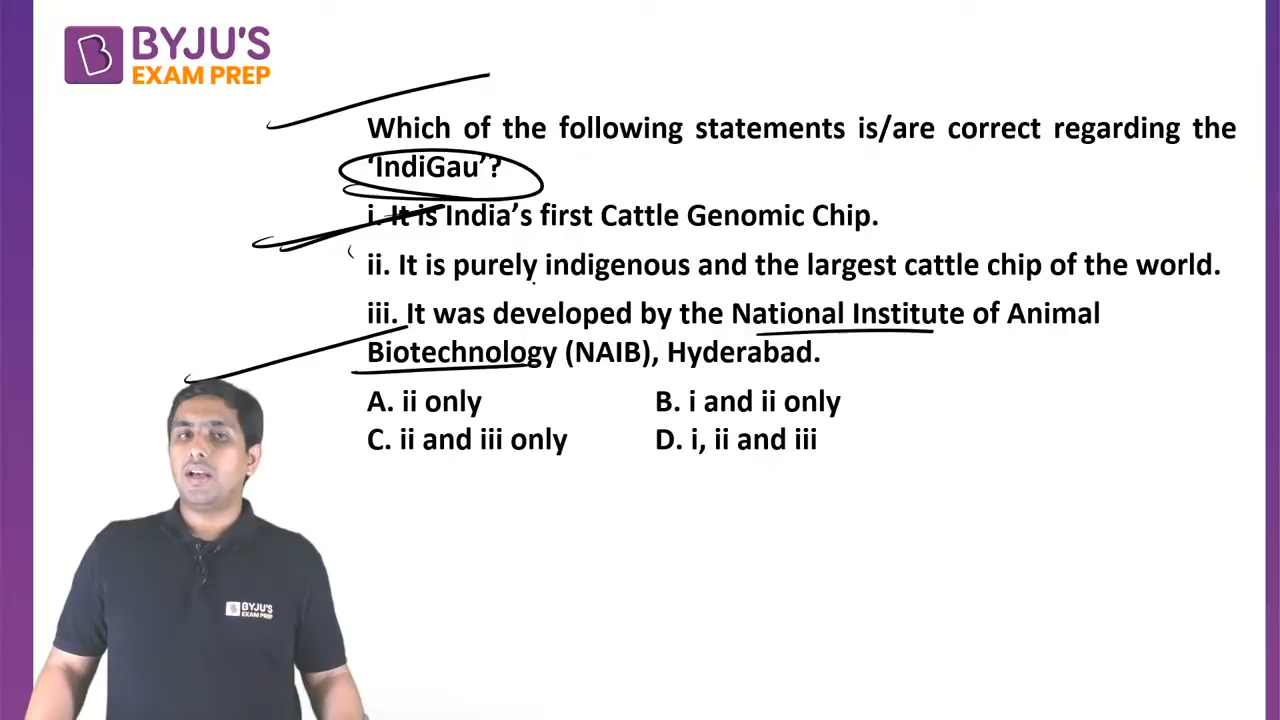 BYJU'S
EXAM PREP
Which of the following statements is/are correct regarding the
‘IndiGau’?
i. It is India’s first Cattle Genomic Chip.
ii. It is purely indigenous and the largest cattle chip of the world.
iii. It was developed by the National Institute of Animal
Biotechnology (NAIB), Hyderabad.
A. ii only B. i and ii only
C. ii and iii only D. i, ii and iii
BYJU'S
EXAM PREP